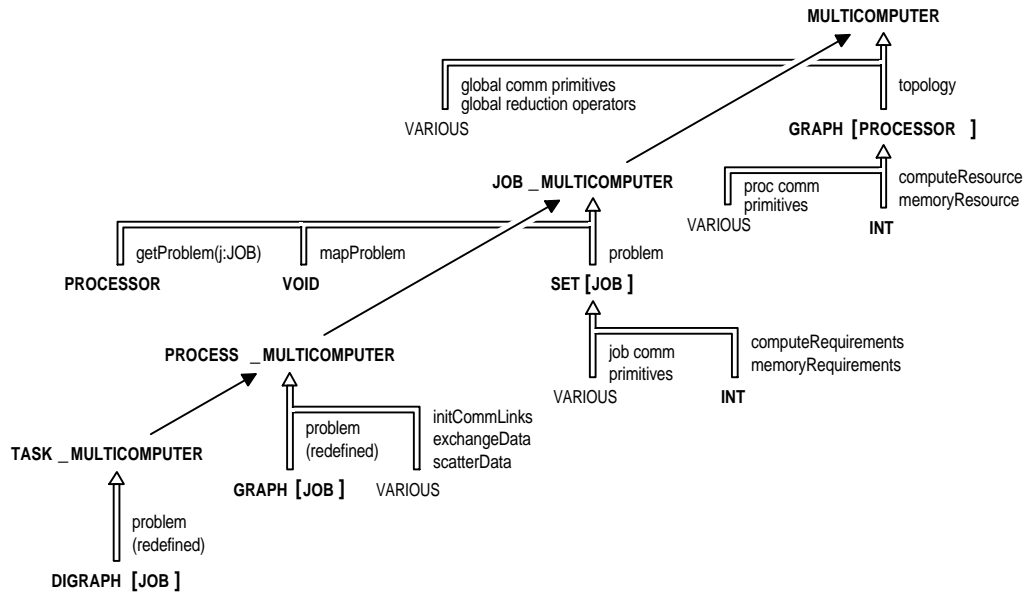 MULTICOMPUTER
global comm primitives
global reduction operators
topology
VARIOUS
GRAPH [PROCESSOR ]
JOB _MULTICOMPUTER
proc comm
primitives
computeResource
memoryResource
VARIOUS
INT
getProblem(j:JOB)
mapProblem
problem
PROCESSOR
VOID
SET [JOB ]
PROCESS _MULTICOMPUTER
job comm
primitives
computeRequirements
memoryRequirements
VARIOUS
INT
problem
(redefined)
initCommLinks
exchangeData
scatterData
TASK _MULTICOMPUTER
GRAPH [JOB ]
VARIOUS
problem
(redefined)
DIGRAPH [JOB ]